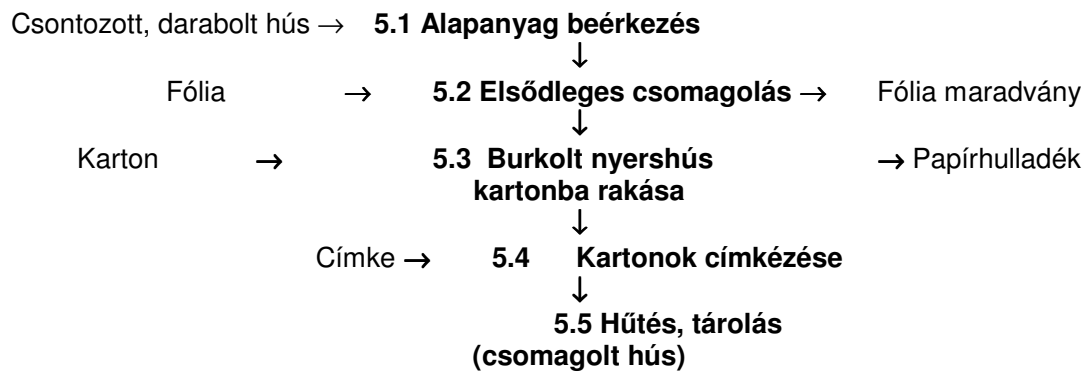 Csontozott, darabolt hús → 5.1 Alapanyag beérkezés
↓
Fólia → 5.2 Elsődleges csomagolás → Fólia maradvány
↓
Karton → 5.3 Burkolt nyershús → Papírhulladék
kartonba rakása
↓
Címke → 5.4 Kartonok címkézése
↓
5.5 Hűtés, tárolás
(csomagolt hús)